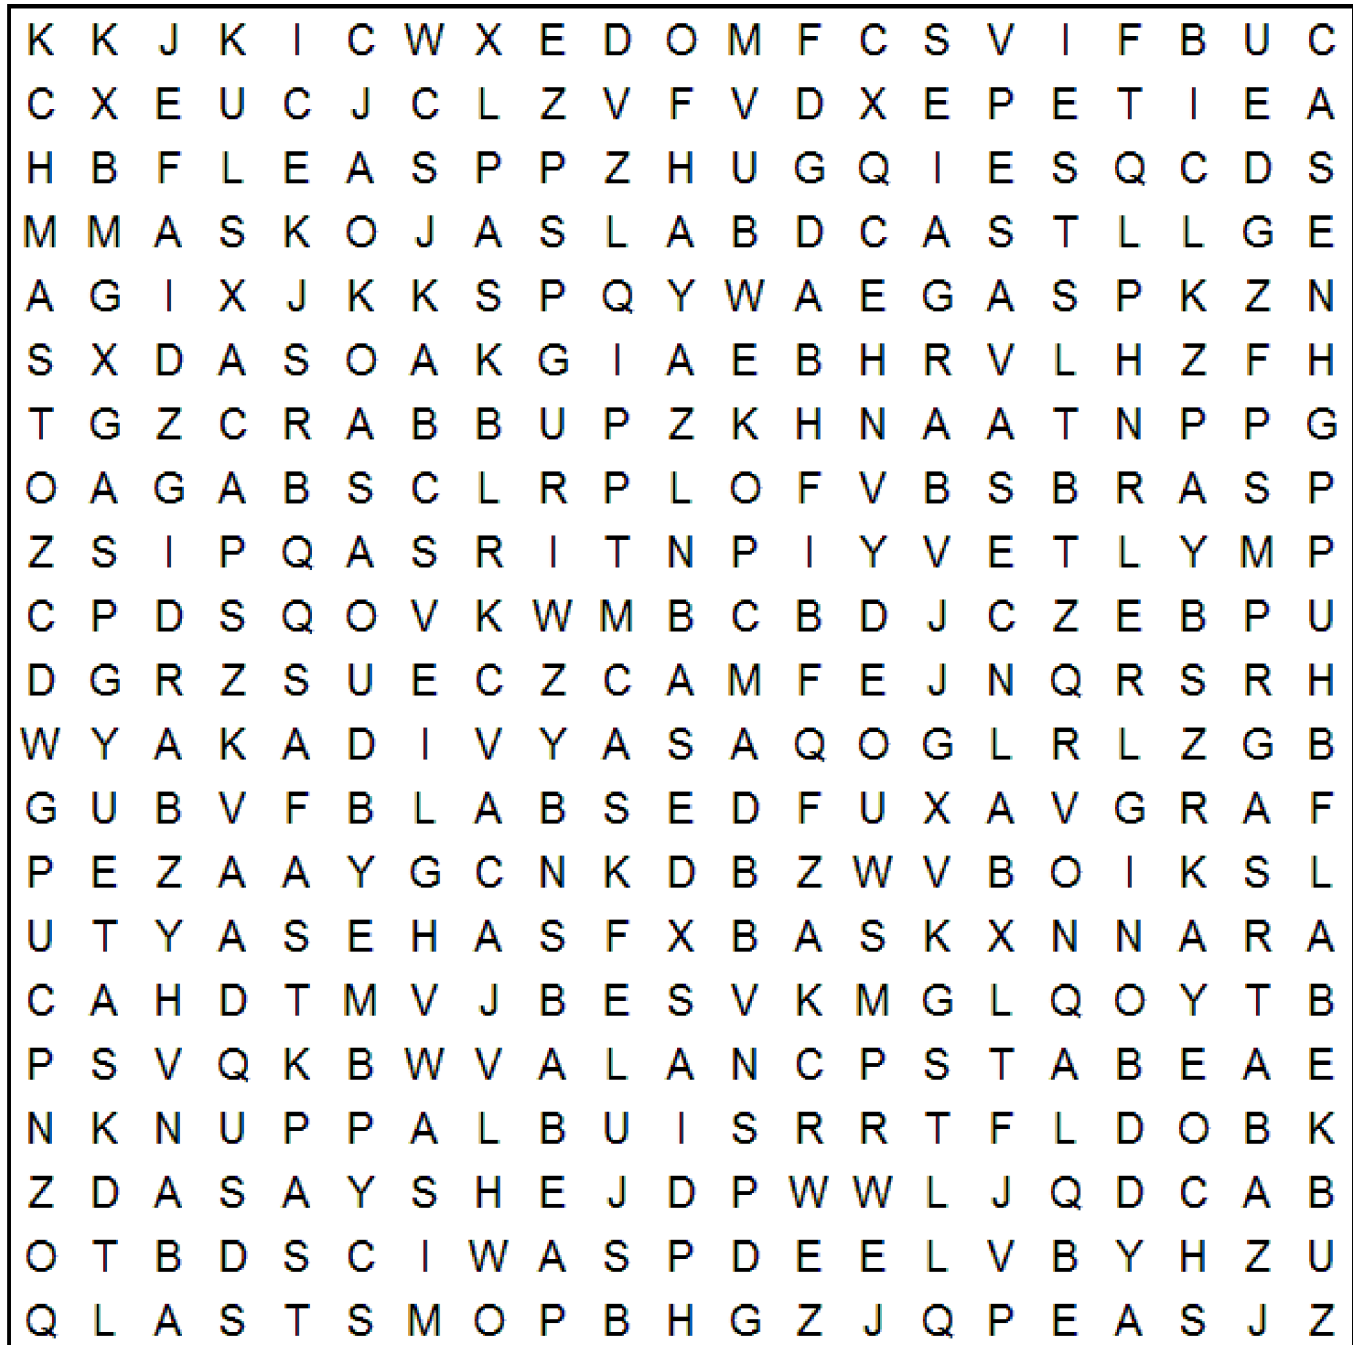 K K J K I C W X E D O M F C S V I F B U C
C X E U C J C L Z V F V D X E P E T I E A
H B F L E A S P P Z H U G Q I E S Q C D S
M M A S K O J A S L A B D C A S T L L G E
A G I X J K K S P Q Y W A E G A S P K Z N
S X D A S O A K G I A E B H R V L H Z F H
T G Z C R A B B U P Z K H N A A T N P P G
O A G A B S C L R P L O F V B S B R A S P
Z S I P Q A S R I T N P I Y V E T L Y M P
C P D S Q O V K W M B C B D J C Z E B P U
D G R Z S U E C Z C A M F E J N Q R S R H
W Y A K A D I V Y A S A Q O G L R L Z G B
G U B V F B L A B S E D F U X A V G R A F
P E Z A A Y G C N K D B Z W V B O I K S L
U T Y A S E H A S F X B A S K X N N A R A
C A H D T M V J B E S V K M G L Q O Y T B
P S V Q K B W V A L A N C P S T A B E A E
N K N U P P A L B U I S R R T F L D O B K
Z D A S A Y S H E J D P W W L J Q D C A B
O T B D S C I W A S P D E E L V B Y H Z U
Q L A S T S M O P B H G Z J Q P E A S J Z